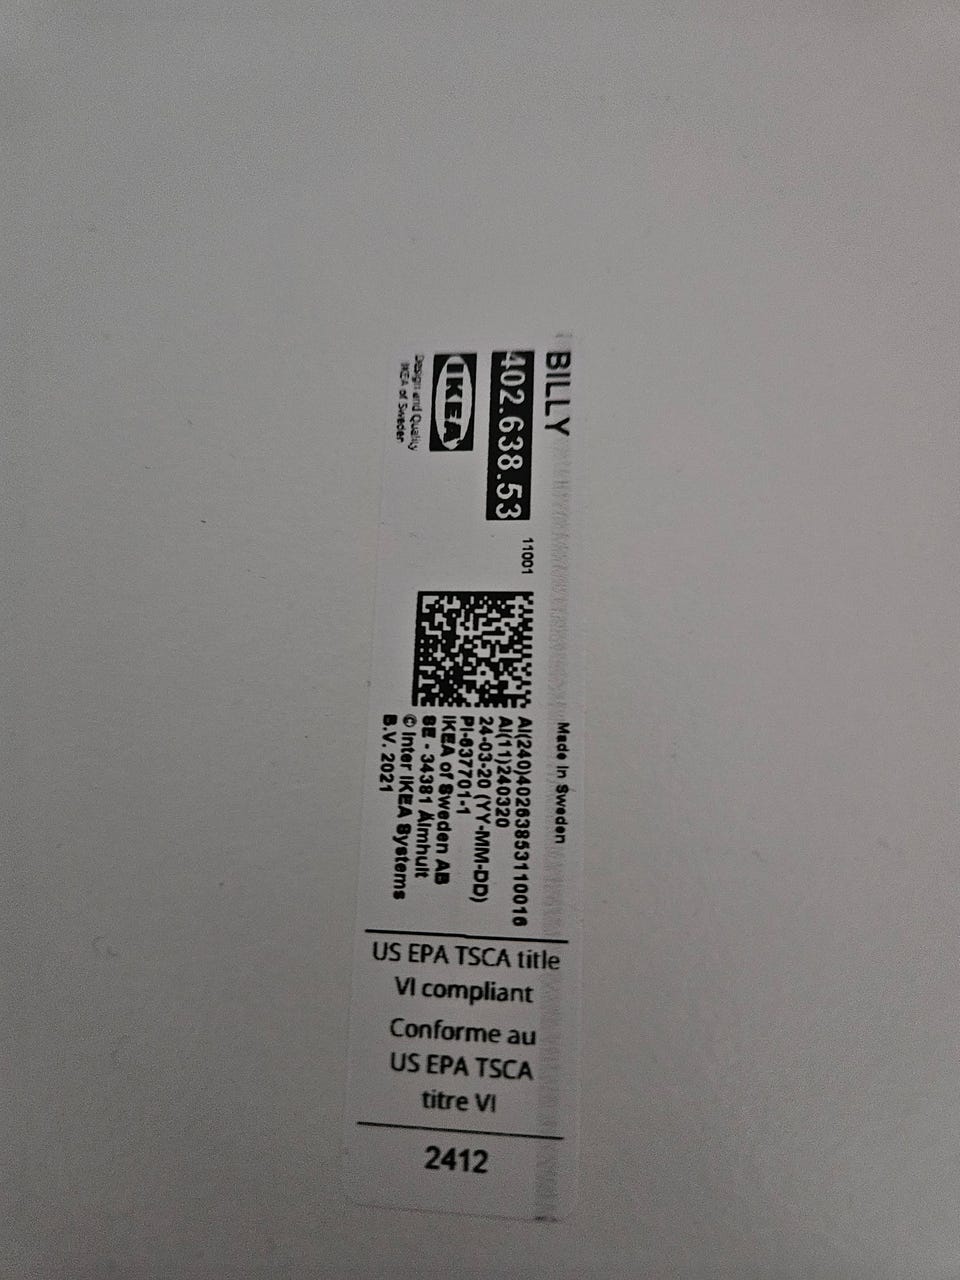 BILLY
402.638.53
IKEA
Design and Quality
IKEA of Sweden
11001
Made in Sweden
AI(240)40263853110016
AI(11)240320
24-03-20 (YY-MM-DD)
PI-637701-1
IKEA of Sweden AB
SE - 34381 Älmhult
© Inter IKEA Systems
B.V. 2021
US EPA TSCA title
VI compliant
Conforme au
US EPA TSCA
titre VI
2412